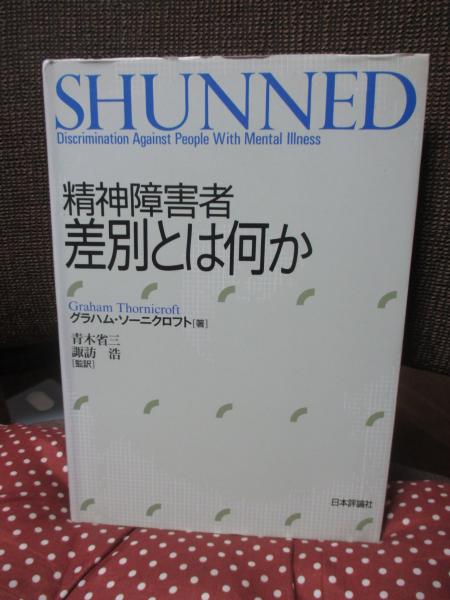 SHUNNED
Discrimination Against People With Mental Illness
精神障害者
差別とは何か
Graham Thornicroft
グラハム・ソーニクロフト[著]
青木省三
諏訪 浩
[監訳]
日本評論社